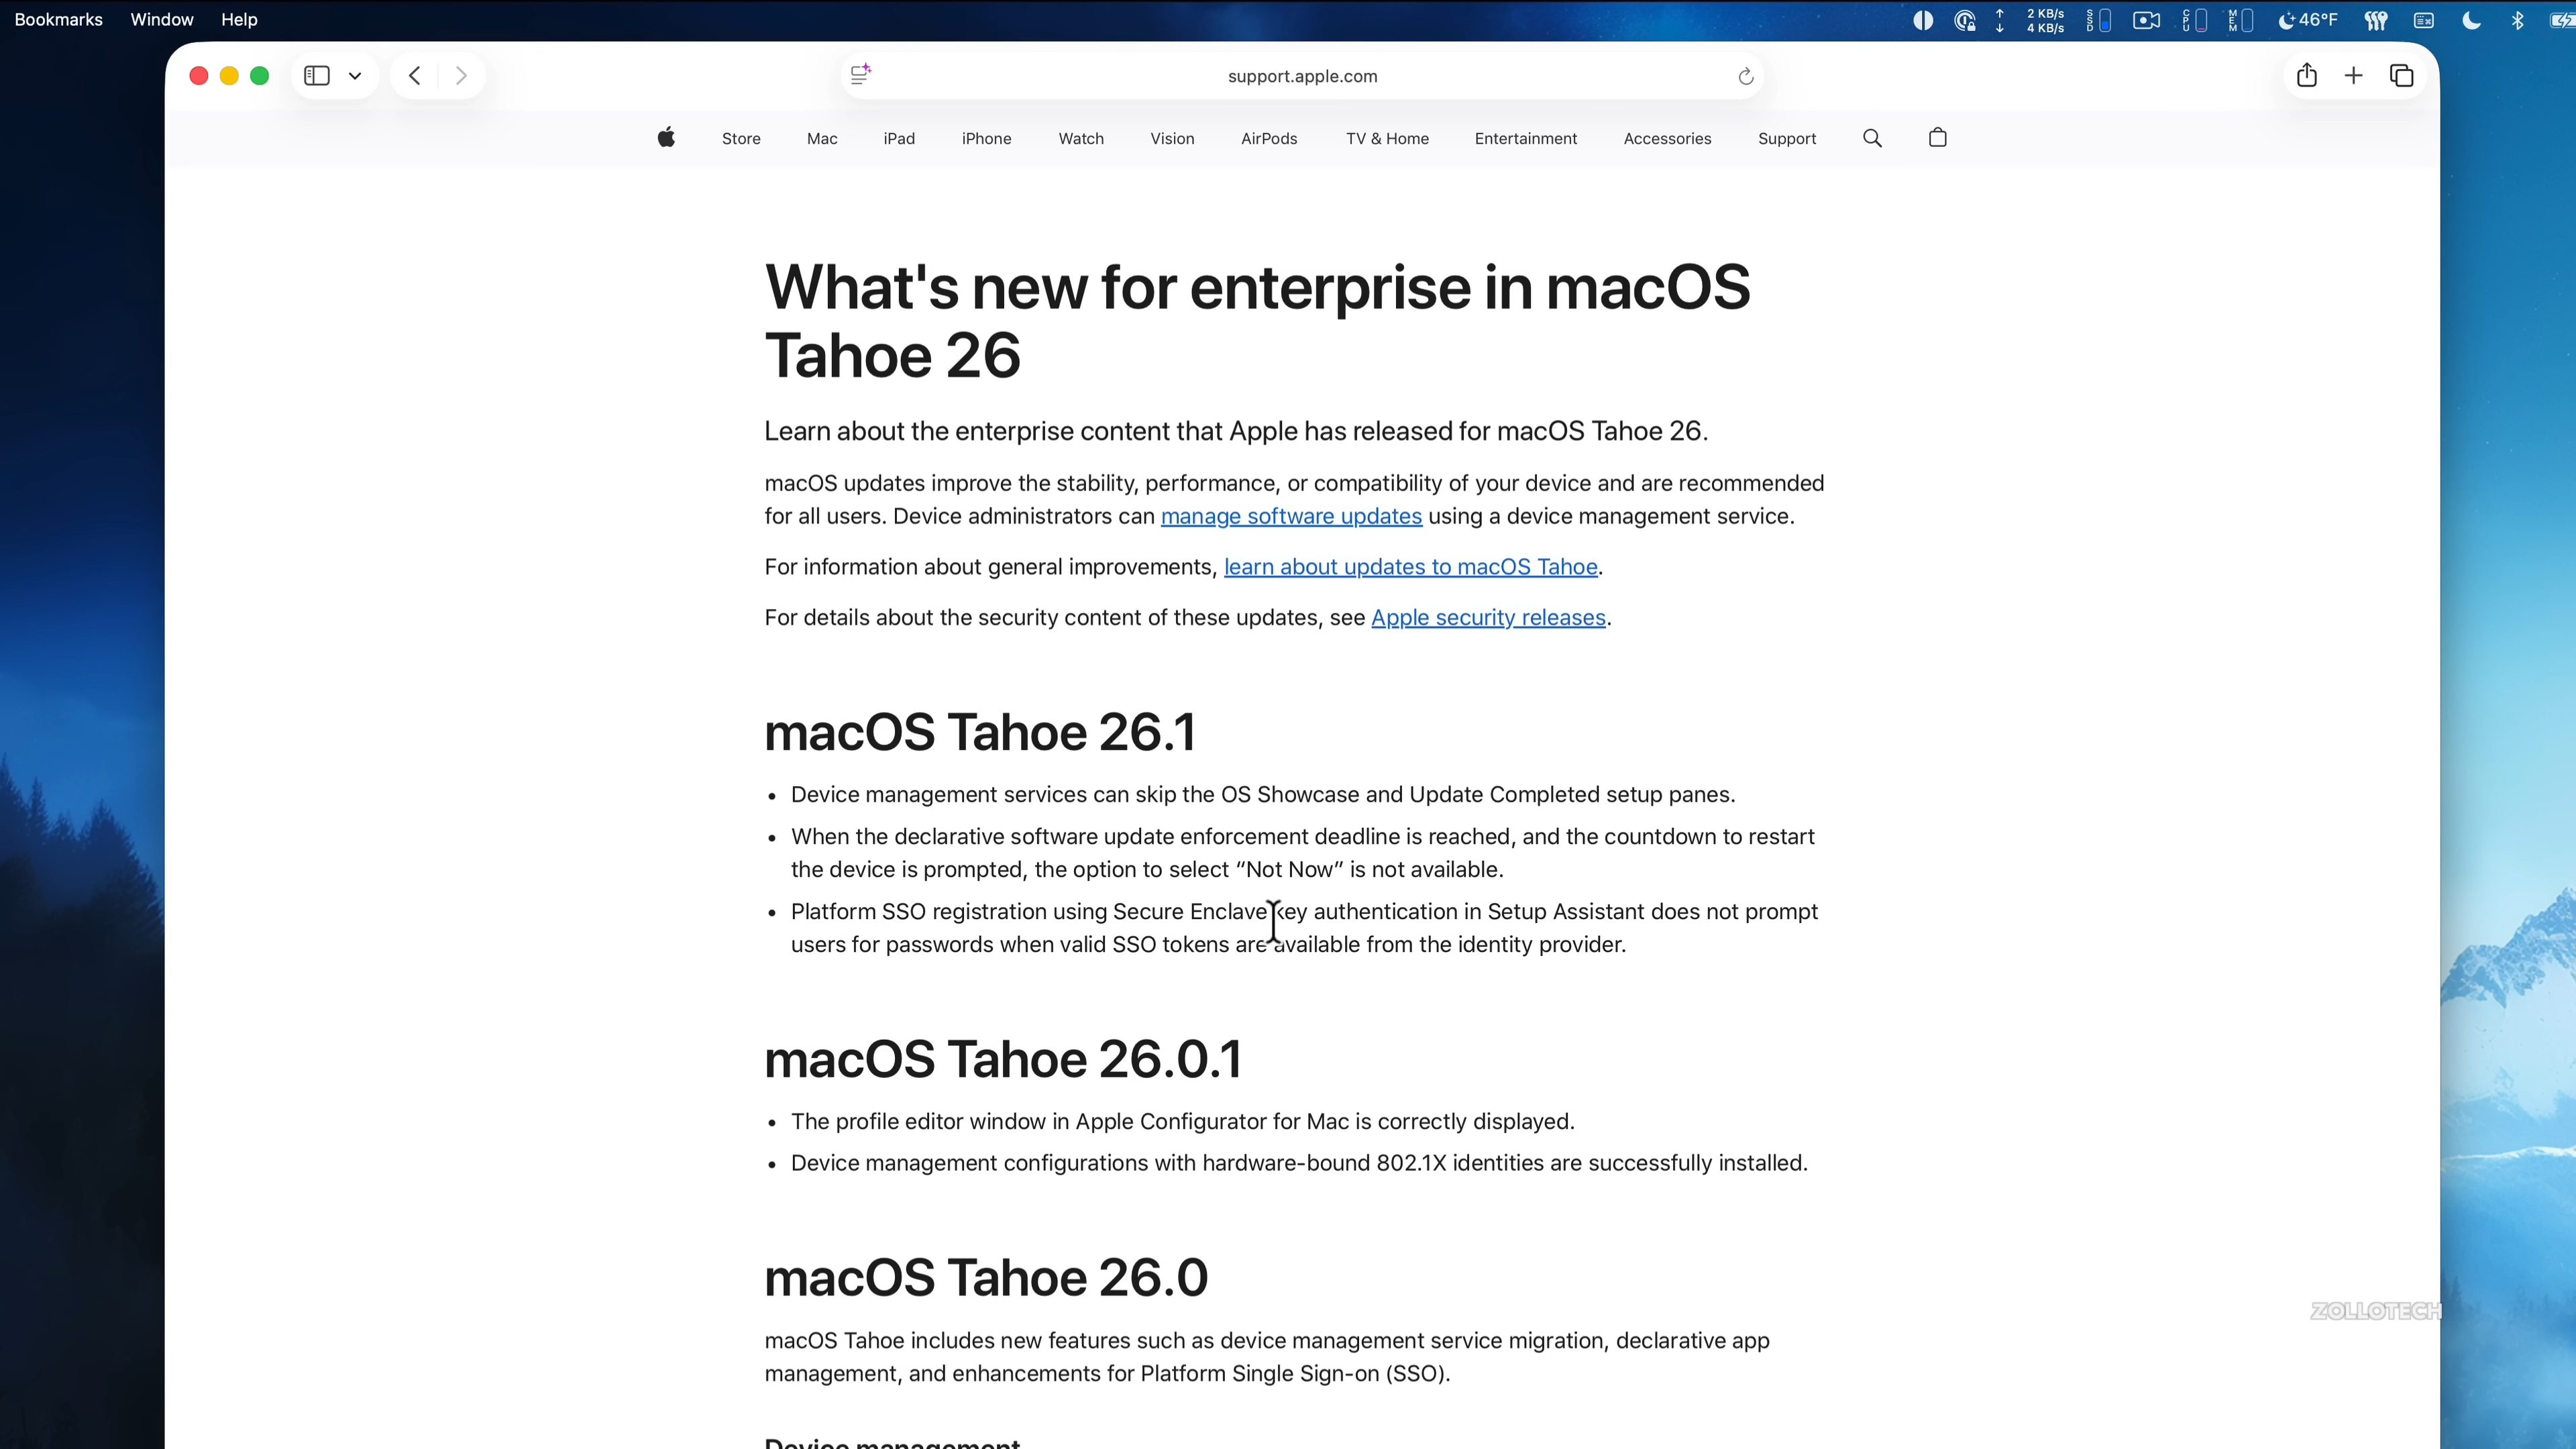 Bookmarks Window Help
2 KB/s
4 KB/s
SSD
CPU
MEM
46°F
support.apple.com
Store Mac iPad iPhone Watch Vision AirPods TV & Home Entertainment Accessories Support
What's new for enterprise in macOS
Tahoe 26
Learn about the enterprise content that Apple has released for macOS Tahoe 26.
macOS updates improve the stability, performance, or compatibility of your device and are recommended
for all users. Device administrators can manage software updates using a device management service.
For information about general improvements, learn about updates to macOS Tahoe.
For details about the security content of these updates, see Apple security releases.
macOS Tahoe 26.1
• Device management services can skip the OS Showcase and Update Completed setup panes.
• When the declarative software update enforcement deadline is reached, and the countdown to restart
the device is prompted, the option to select “Not Now” is not available.
• Platform SSO registration using Secure Enclave key authentication in Setup Assistant does not prompt
users for passwords when valid SSO tokens are available from the identity provider.
macOS Tahoe 26.0.1
• The profile editor window in Apple Configurator for Mac is correctly displayed.
• Device management configurations with hardware-bound 802.1X identities are successfully installed.
macOS Tahoe 26.0
ZOLLOTECH
macOS Tahoe includes new features such as device management service migration, declarative app
management, and enhancements for Platform Single Sign-on (SSO).
Device management